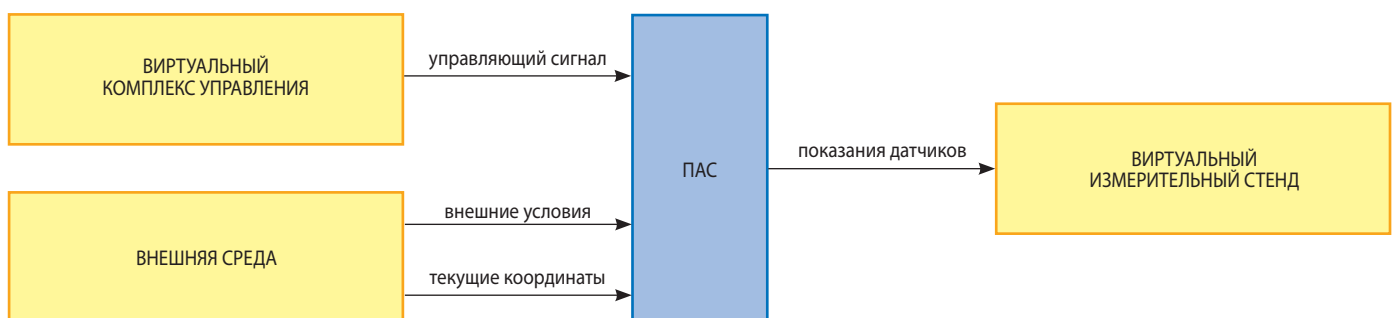 ВИРТУАЛЬНЫЙ
КОМПЛЕКС УПРАВЛЕНИЯ
управляющий сигнал
ПАС
показания датчиков
ВИРТУАЛЬНЫЙ
ИЗМЕРИТЕЛЬНЫЙ СТЕНД
ВНЕШНЯЯ СРЕДА
внешние условия
текущие координаты